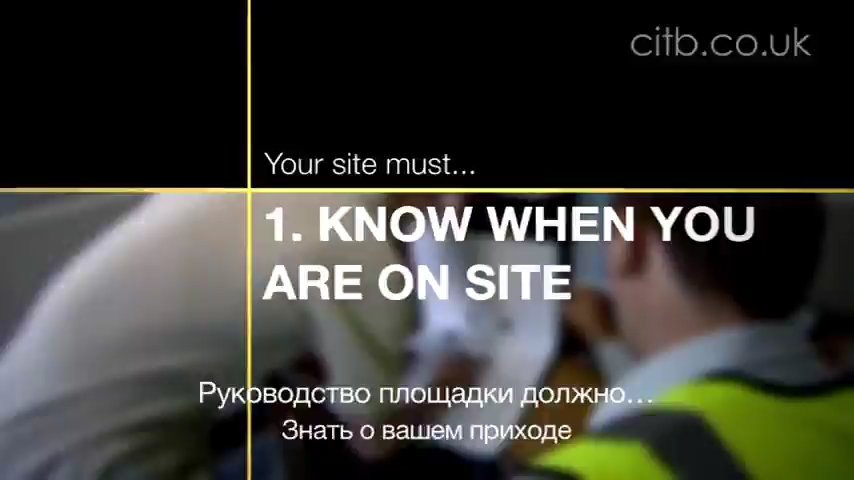 citb.co.uk
Your site must...
1. KNOW WHEN YOU
ARE ON SITE
Руководство площадки должно...
Знать о вашем приходе